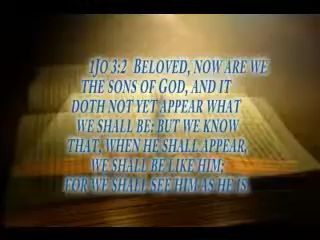 1Jo 3:2 Beloved, now are we
the sons of God, and it
doth not yet appear what
we shall be: but we know
that, when he shall appear,
we shall be like him;
for we shall see him as he is